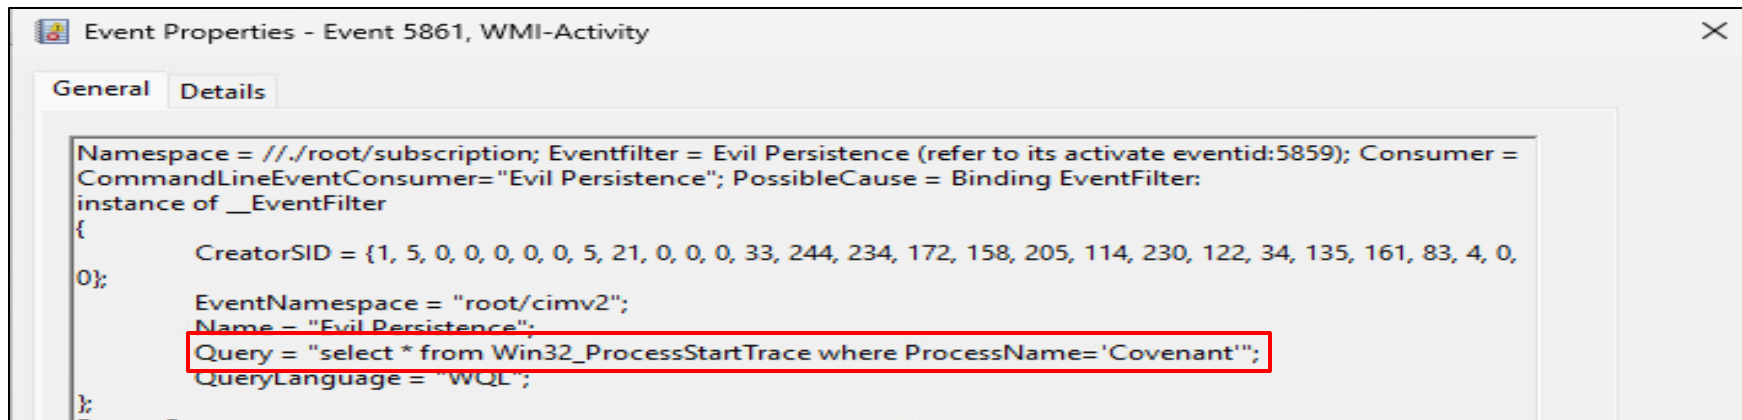 Event Properties - Event 5861, WMI-Activity
General Details
Namespace = //./root/subscription; Eventfilter = Evil Persistence (refer to its activate eventid:5859); Consumer =
CommandLineEventConsumer="Evil Persistence"; PossibleCause = Binding EventFilter:
instance of __EventFilter
{
CreatorSID = {1, 5, 0, 0, 0, 0, 0, 5, 21, 0, 0, 0, 33, 244, 234, 172, 158, 205, 114, 230, 122, 34, 135, 161, 83, 4, 0,
0};
EventNamespace = "root/cimv2";
Name = "Evil Persistence";
Query = "select * from Win32_ProcessStartTrace where ProcessName='Covenant'";
QueryLanguage = "WQL";
};